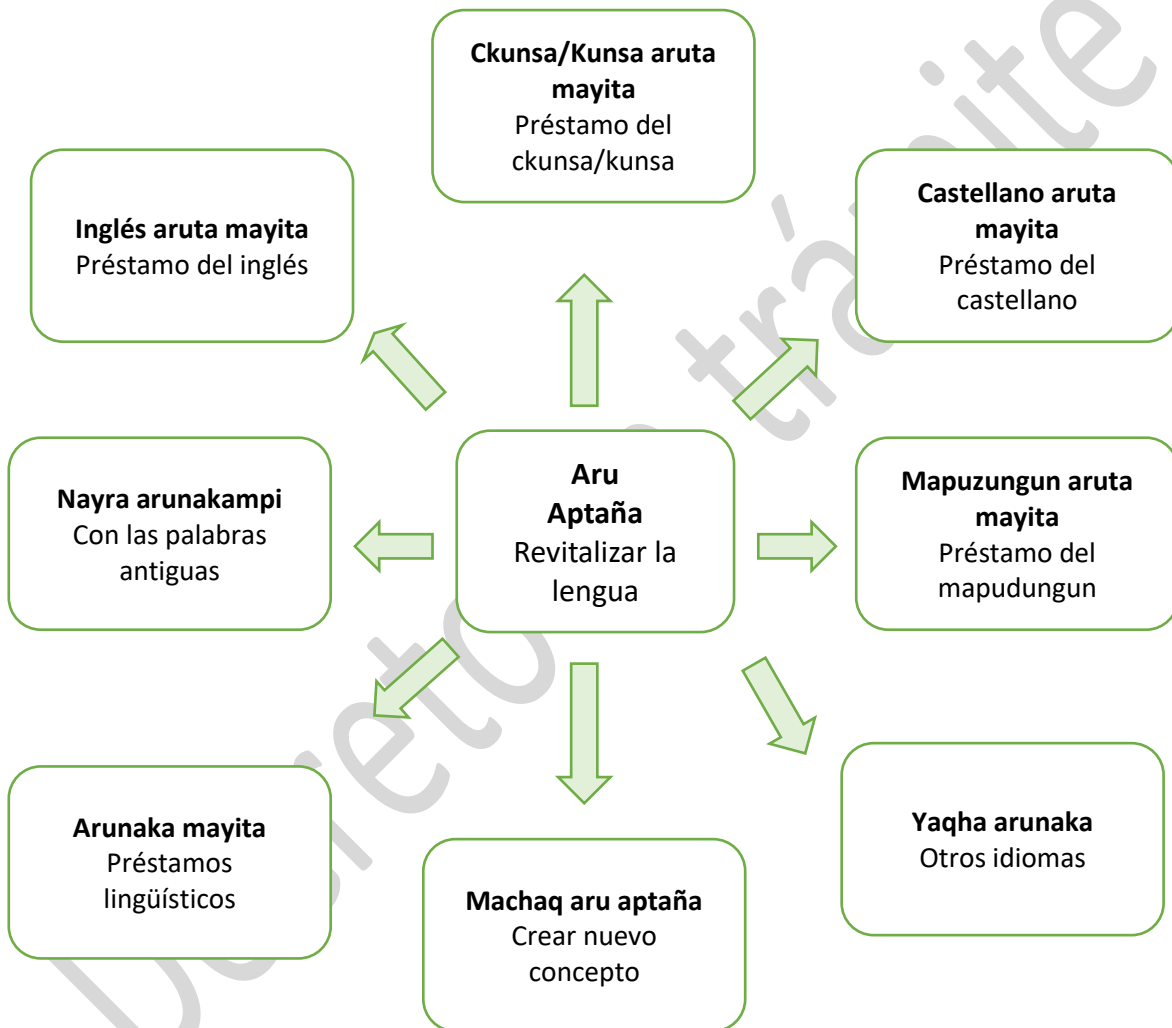 Ckunsa/Kunsa aruta
mayita
Préstamo del
ckunsa/kunsa
Inglés aruta mayita
Préstamo del inglés
Castellano aruta
mayita
Préstamo del
castellano
Nayra arunakampi
Con las palabras
antiguas
Aru
Aptaña
Revitalizar la
lengua
Mapuzungun aruta
mayita
Préstamo del
mapudungun
Arunaka mayita
Préstamos
lingüísticos
Machaq aru aptaña
Crear nuevo
concepto
Yaqha arunaka
Otros idiomas